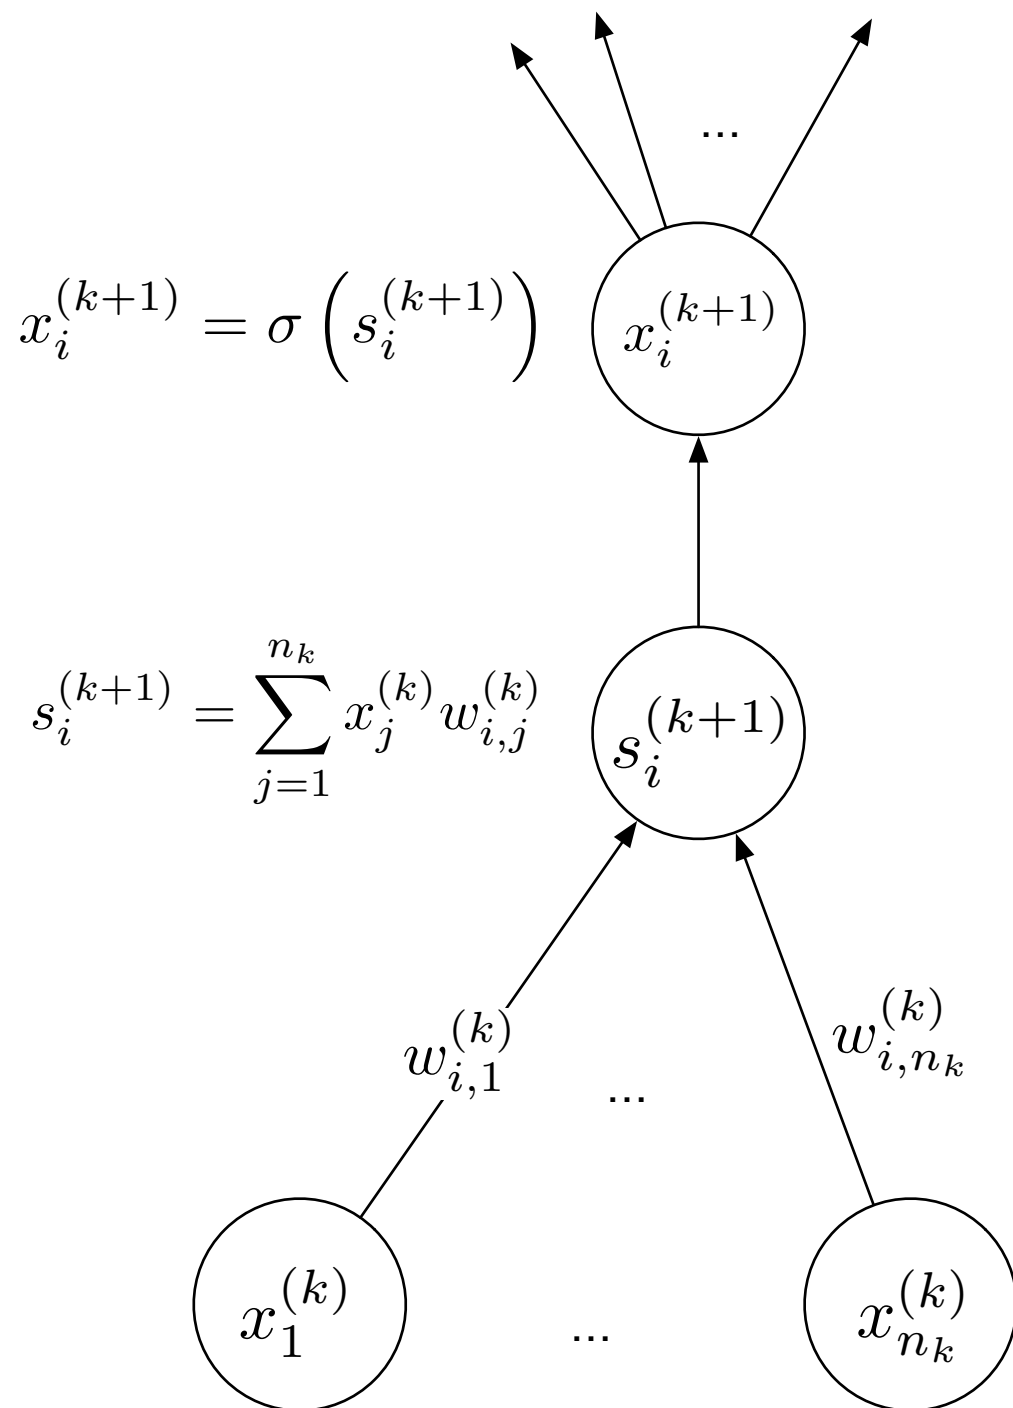 ...
x_i^{(k+1)} = σ(s_i^{(k+1)})
x_i^{(k+1)}
s_i^{(k+1)} = \sum_{j=1}^{n_k} x_j^{(k)} w_{i,j}^{(k)}
s_i^{(k+1)}
w_{i,1}^{(k)}
...
w_{i,n_k}^{(k)}
x_1^{(k)}
...
x_{n_k}^{(k)}